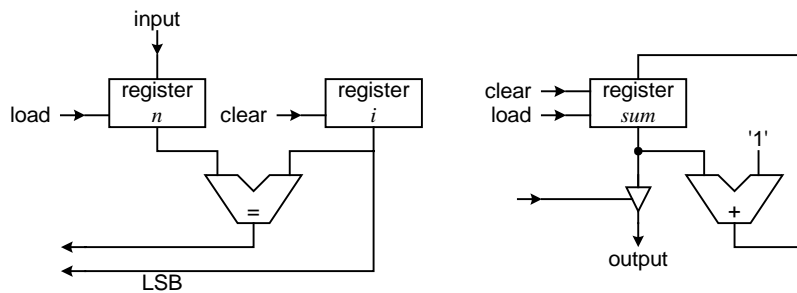 input
register
n
load
register
i
clear
=
LSB
register
sum
clear
load
'1'
+
output